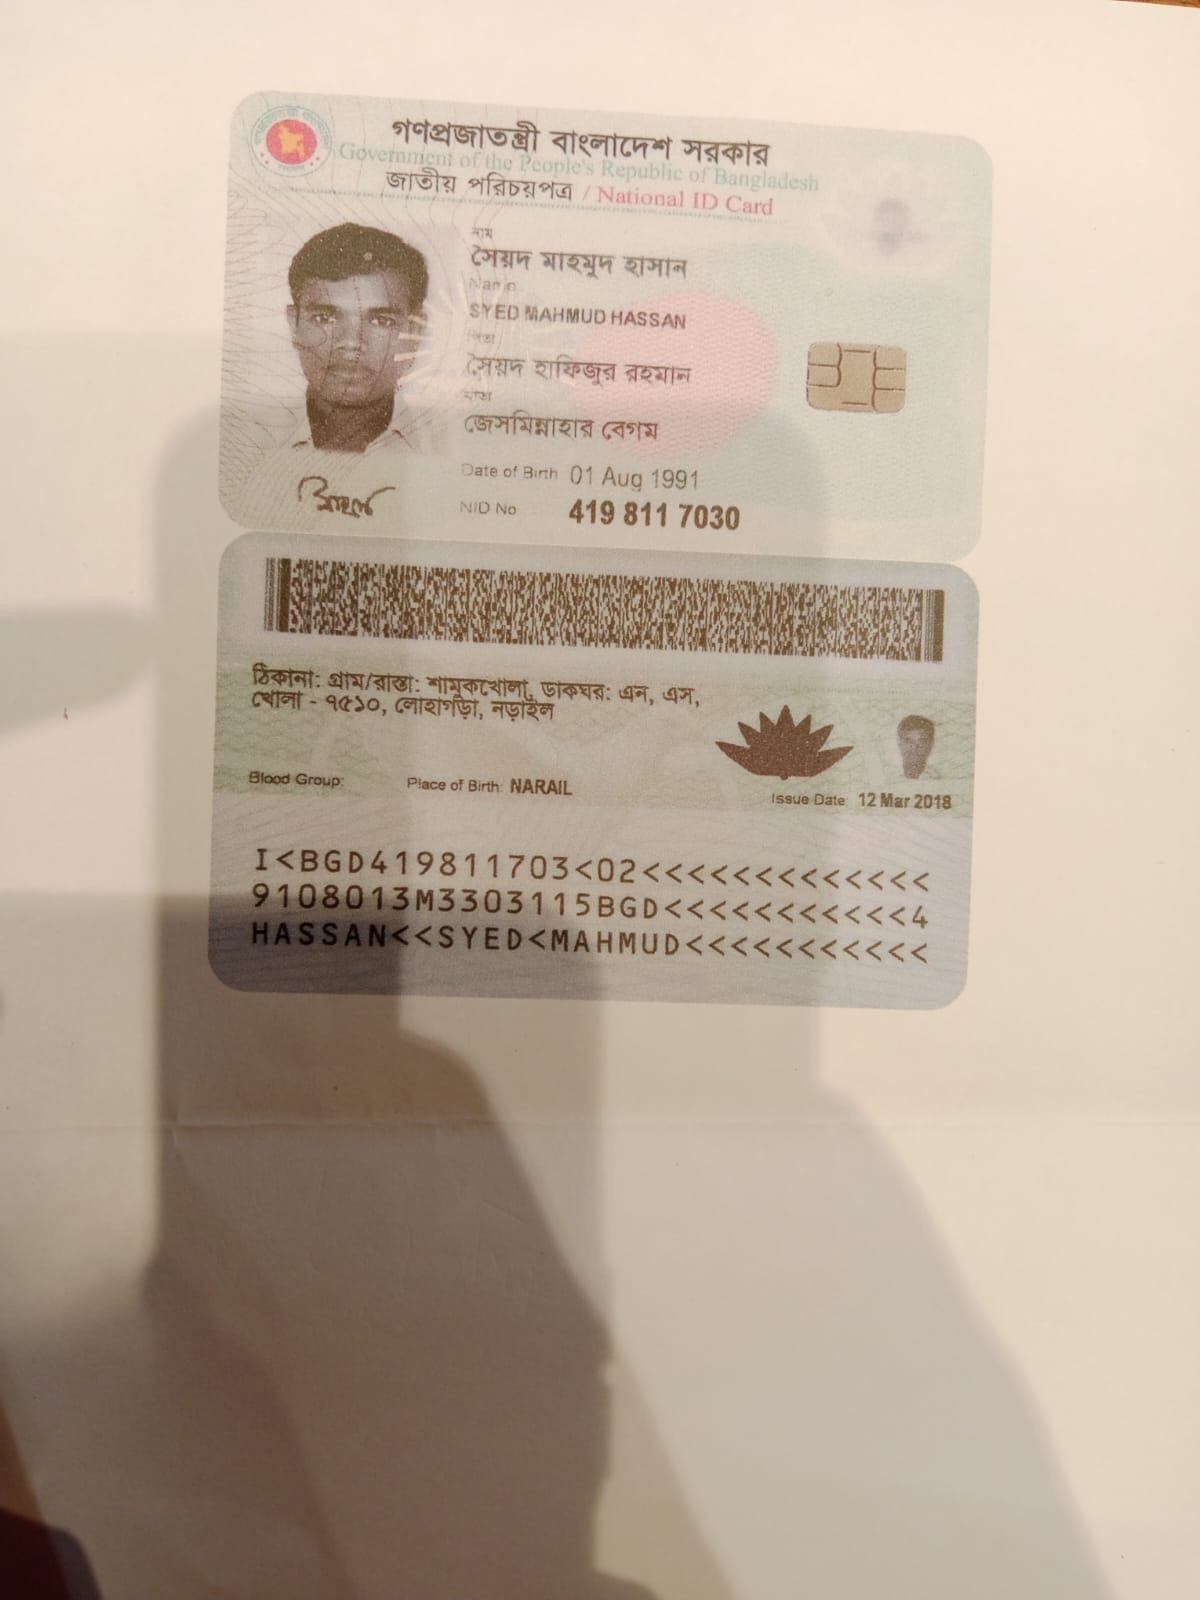 গণপ্রজাতন্ত্রী বাংলাদেশ সরকার
Government of the People's Republic of Bangladesh
জাতীয় পরিচয়পত্র / National ID Card
নাম
সৈয়দ মাহমুদ হাসান
Name
SYED MAHMUD HASSAN
পিতা
সৈয়দ হাফিজুর রহমান
মাতা
জেসমিন্নাহার বেগম
Date of Birth 01 Aug 1991
NID No 419 811 7030
ঠিকানা: গ্রাম/রাস্তা: শামুকখোলা, ডাকঘর: এন, এস,
খোলা - ৭৫১০, লোহাগড়া, নড়াইল
Blood Group: Place of Birth: NARAIL
Issue Date: 12 Mar 2018
I<BGD419811703<02<<<<<<<<<<<<<
9108013M3303115BGD<<<<<<<<<<<4
HASSAN<<SYED<MAHMUD<<<<<<<<<<<